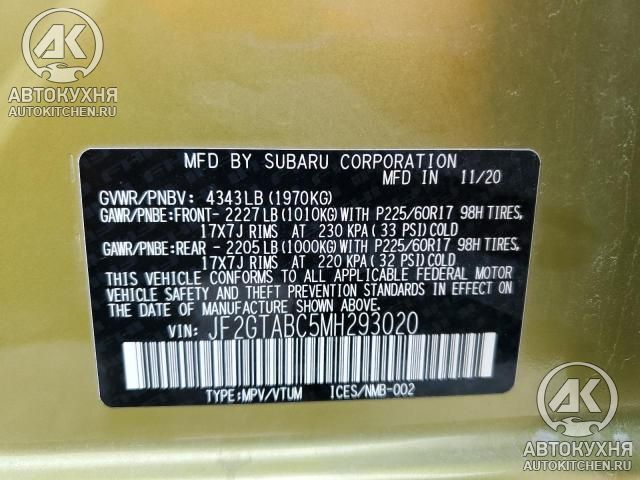 АК
АВТОКУХНЯ
AUTOKITCHEN.RU
MFD BY SUBARU CORPORATION
MFD IN 11/20
GVWR/PNBV: 4343LB (1970KG)
GAWR/PNBE:FRONT- 2227LB (1010KG) WITH P225/60R17 98H TIRES,
17X7J RIMS AT 230 KPA (33 PSI) COLD
GAWR/PNBE:REAR - 2205LB (1000KG) WITH P225/60R17 98H TIRES,
17X7J RIMS AT 220 KPA (32 PSI) COLD
THIS VEHICLE CONFORMS TO ALL APPLICABLE FEDERAL MOTOR
VEHICLE SAFETY AND THEFT PREVENTION STANDARDS IN EFFECT ON
THE DATE OF MANUFACTURE SHOWN ABOVE.
VIN: JF2GTABC5MH293020
TYPE:MPV/VTUM ICES/NMB-002
АК
АВТОКУХНЯ
AUTOKITCHEN.RU